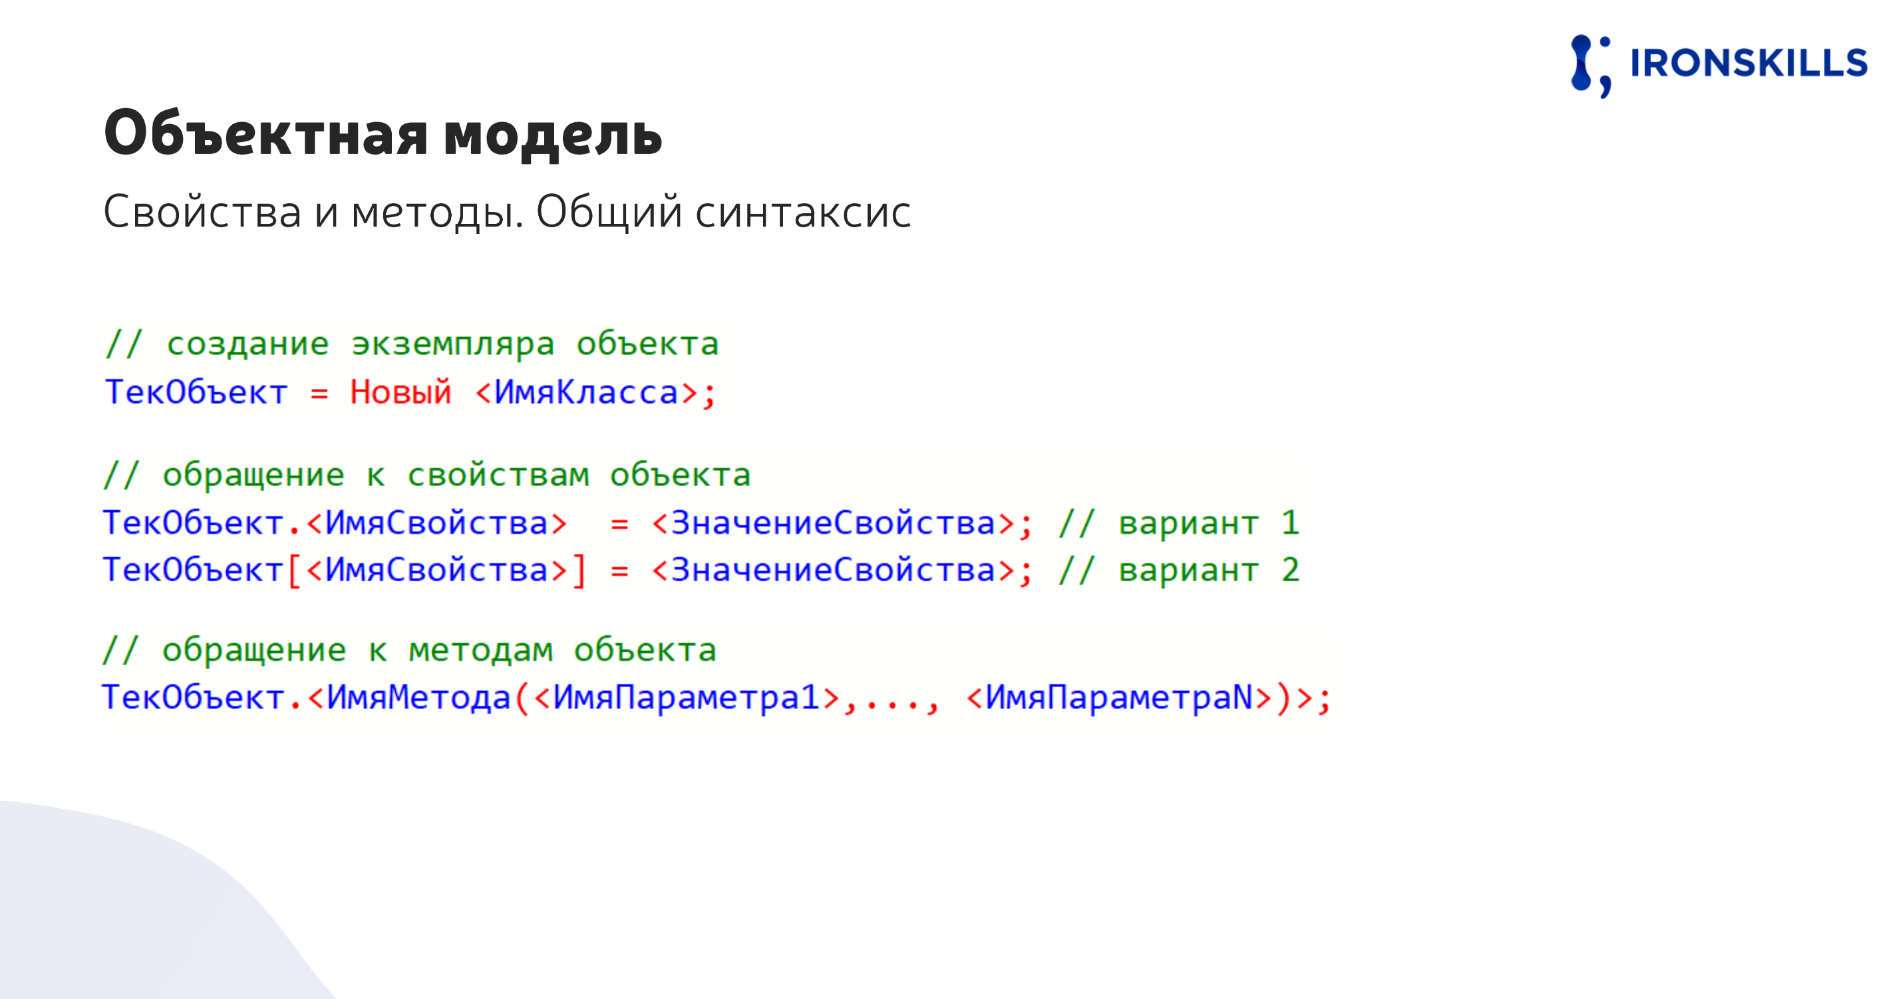 IRONSKILLS
Объектная модель
Свойства и методы. Общий синтаксис
// создание экземпляра объекта
ТекОбъект = Новый <ИмяКласса>;
// обращение к свойствам объекта
ТекОбъект.<ИмяСвойства>  = <ЗначениеСвойства>; // вариант 1
ТекОбъект[<ИмяСвойства>] = <ЗначениеСвойства>; // вариант 2
// обращение к методам объекта
ТекОбъект.<ИмяМетода(<ИмяПараметра1>,..., <ИмяПараметраN>)>;